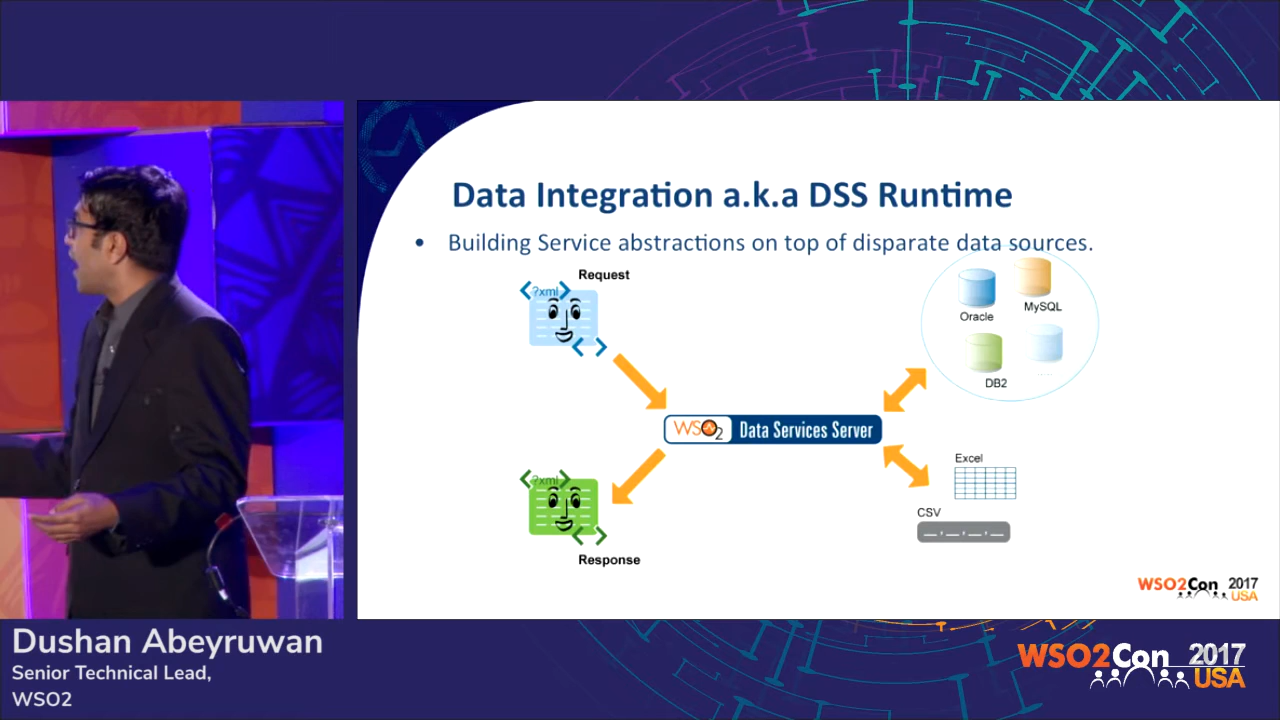 Data Integration a.k.a DSS Runtime
• Building Service abstractions on top of disparate data sources.
Request
<?xml>
< >
Oracle
MySQL
DB2
WSO2 Data Services Server
Excel
CSV
<?xml>
< >
Response
WSO2Con 2017
USA
Dushan Abeyruwan
Senior Technical Lead,
WSO2
WSO2Con 2017
USA